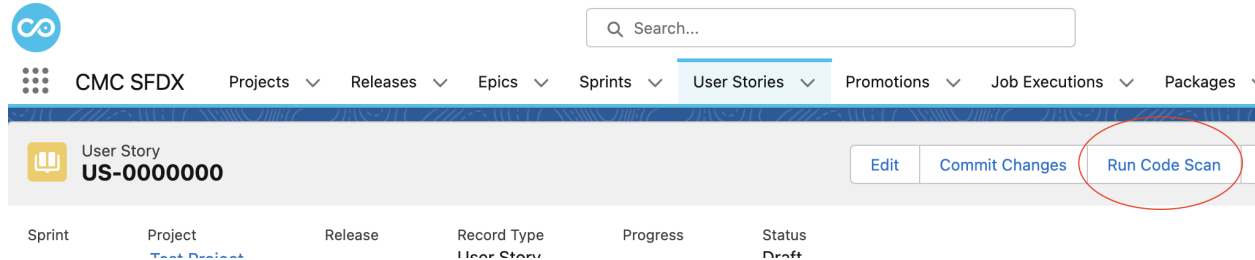 Search...
CMC SFDX Projects Releases Epics Sprints User Stories Promotions Job Executions Packages
User Story
US-0000000
Edit Commit Changes Run Code Scan
Sprint Project Release Record Type Progress Status
Test Project User Story Draft